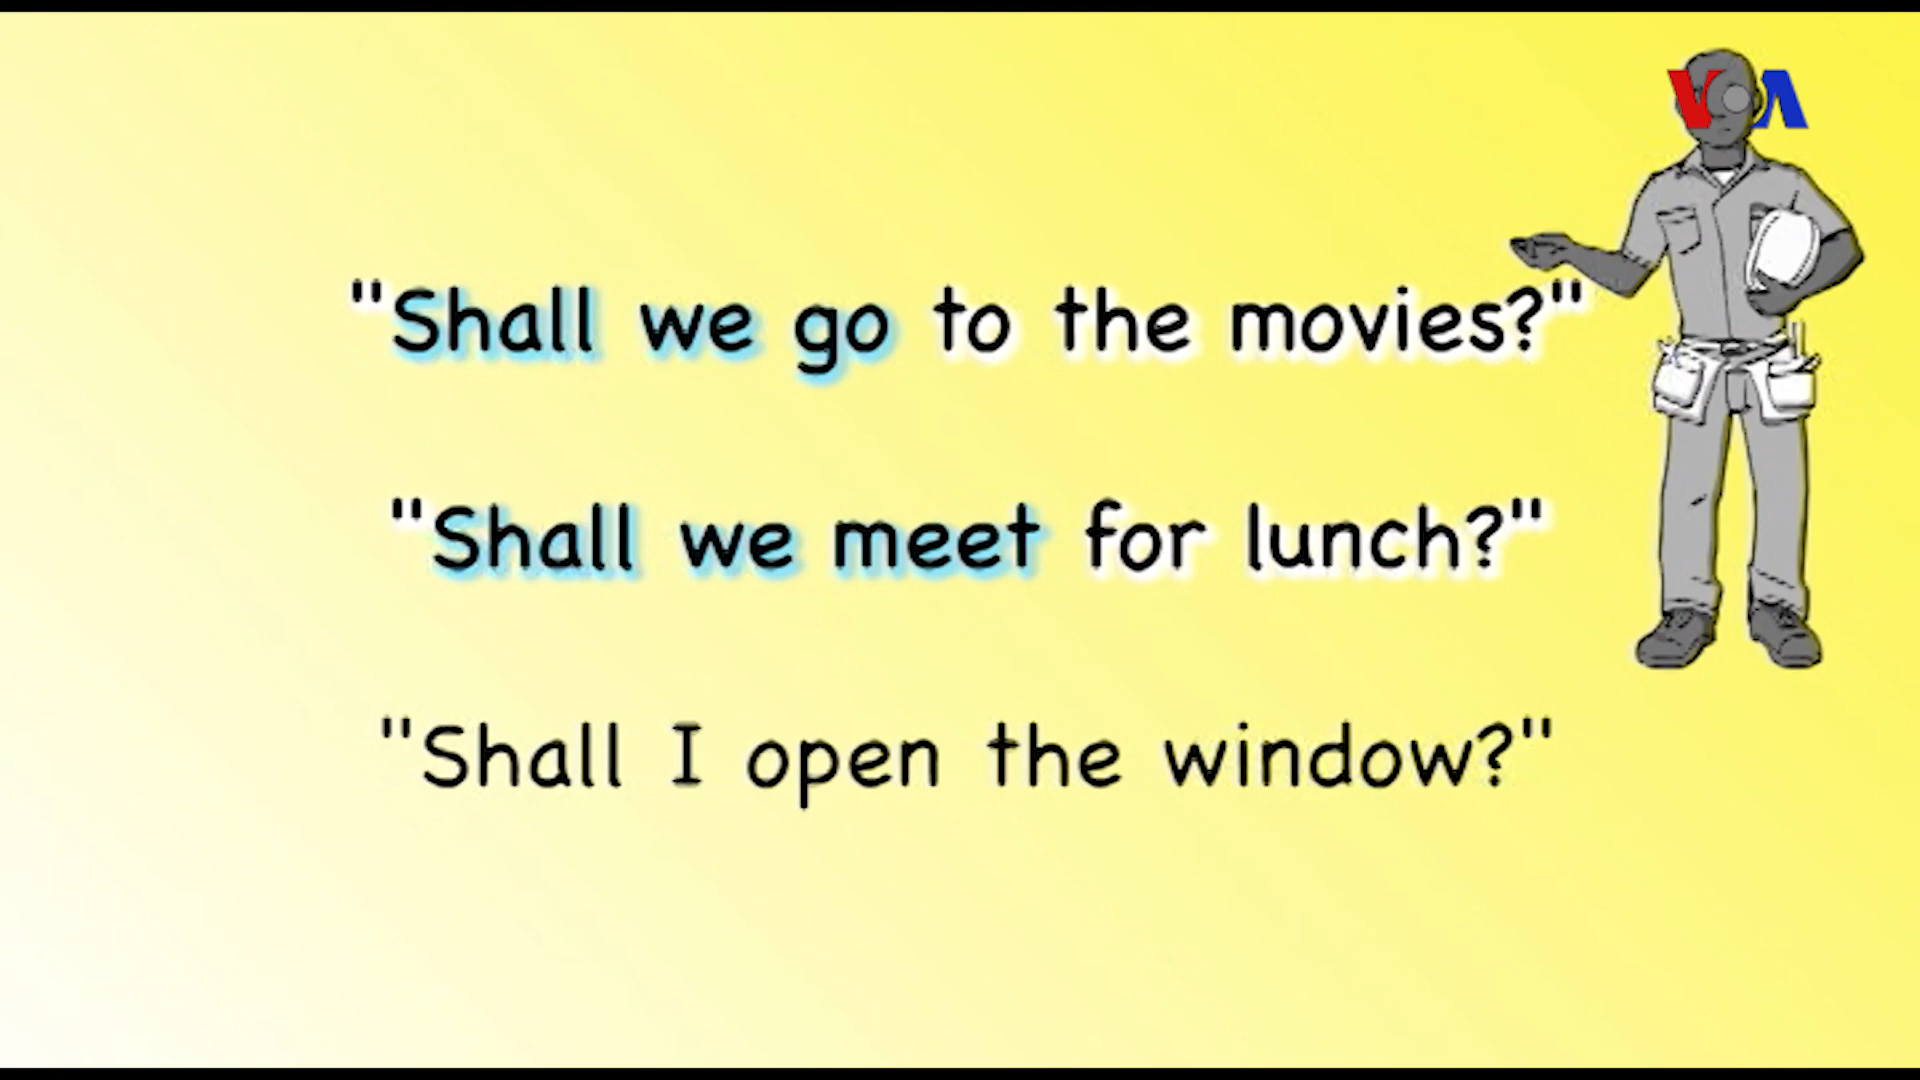 VOA
"Shall we go to the movies?"
"Shall we meet for lunch?"
"Shall I open the window?"